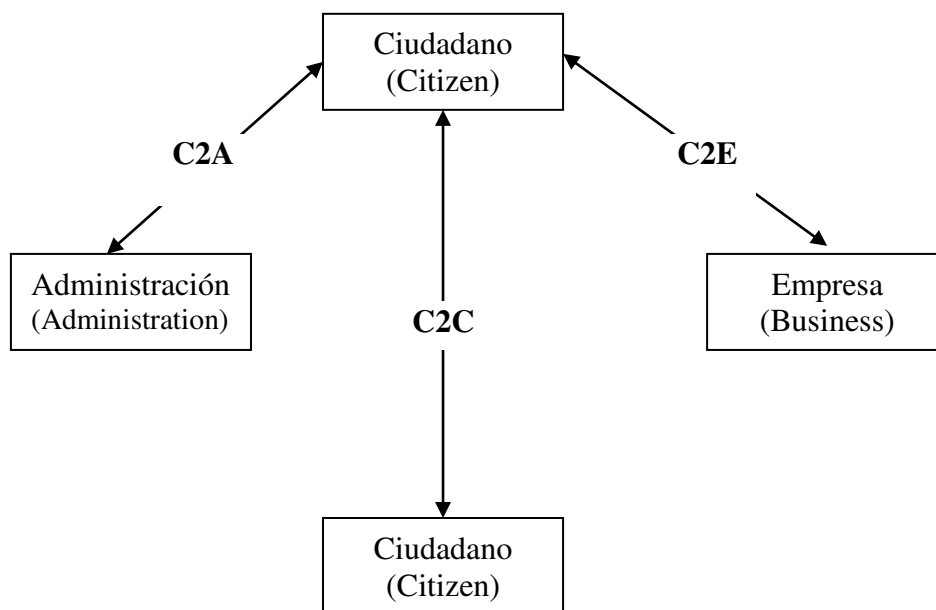 Ciudadano
(Citizen)
C2A
C2E
Administración
(Administration)
C2C
Empresa
(Business)
Ciudadano
(Citizen)